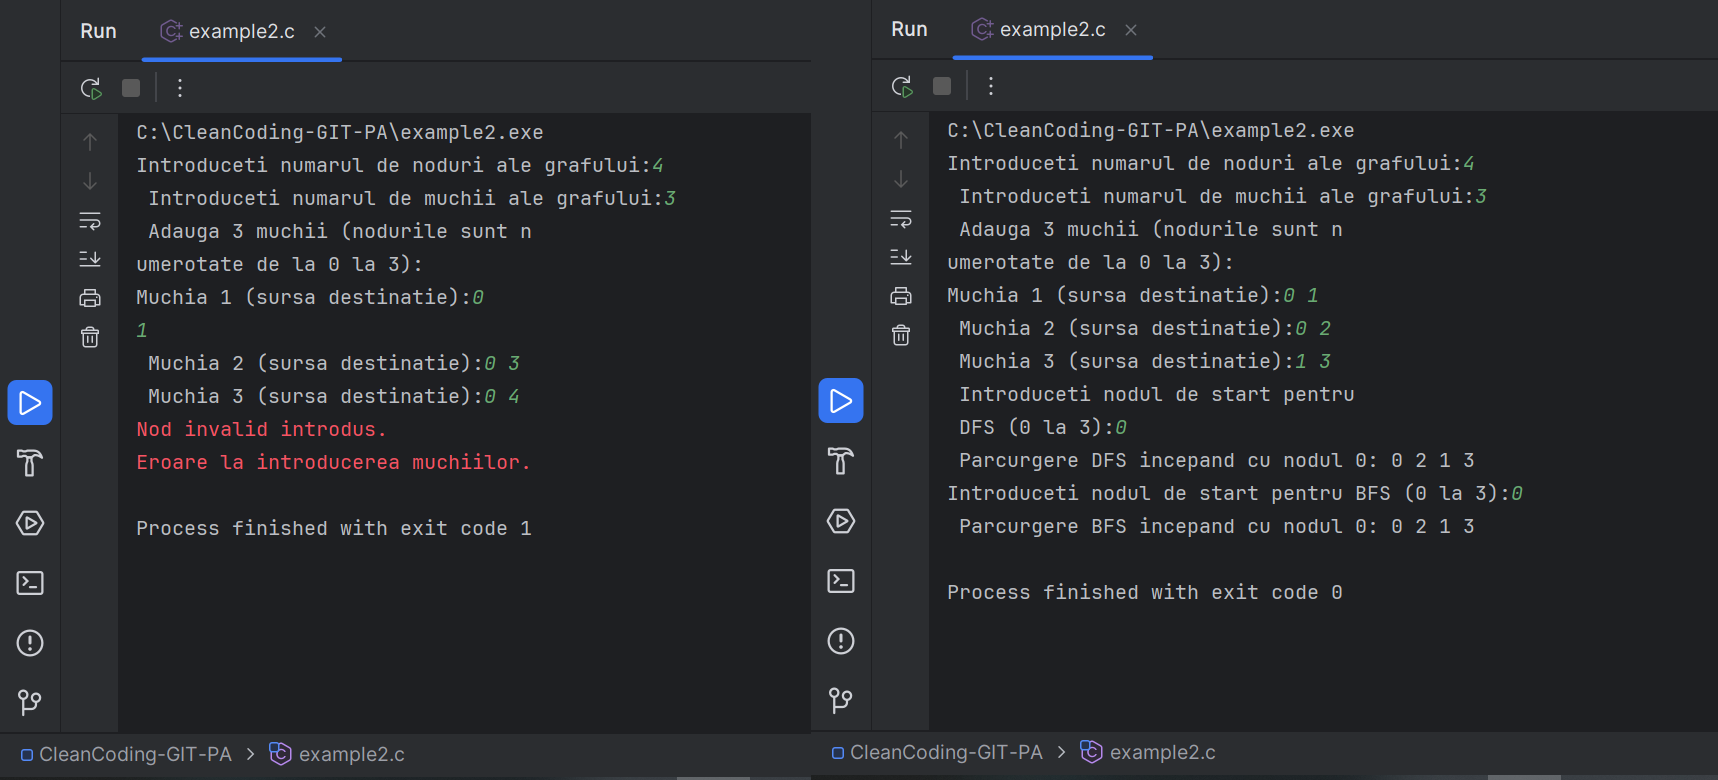 Run example2.c
C:\CleanCoding-GIT-PA\example2.exe
Introduceti numarul de noduri ale grafului:4
Introduceti numarul de muchii ale grafului:3
Adauga 3 muchii (nodurile sunt n
umerotate de la 0 la 3):
Muchia 1 (sursa destinatie):0
1
Muchia 2 (sursa destinatie):0 3
Muchia 3 (sursa destinatie):0 4
Nod invalid introdus.
Eroare la introducerea muchiilor.
Process finished with exit code 1
CleanCoding-GIT-PA > example2.c
Run example2.c
C:\CleanCoding-GIT-PA\example2.exe
Introduceti numarul de noduri ale grafului:4
Introduceti numarul de muchii ale grafului:3
Adauga 3 muchii (nodurile sunt n
umerotate de la 0 la 3):
Muchia 1 (sursa destinatie):0 1
Muchia 2 (sursa destinatie):0 2
Muchia 3 (sursa destinatie):1 3
Introduceti nodul de start pentru
DFS (0 la 3):0
Parcurgere DFS incepand cu nodul 0: 0 2 1 3
Introduceti nodul de start pentru BFS (0 la 3):0
Parcurgere BFS incepand cu nodul 0: 0 2 1 3
Process finished with exit code 0
CleanCoding-GIT-PA > example2.c